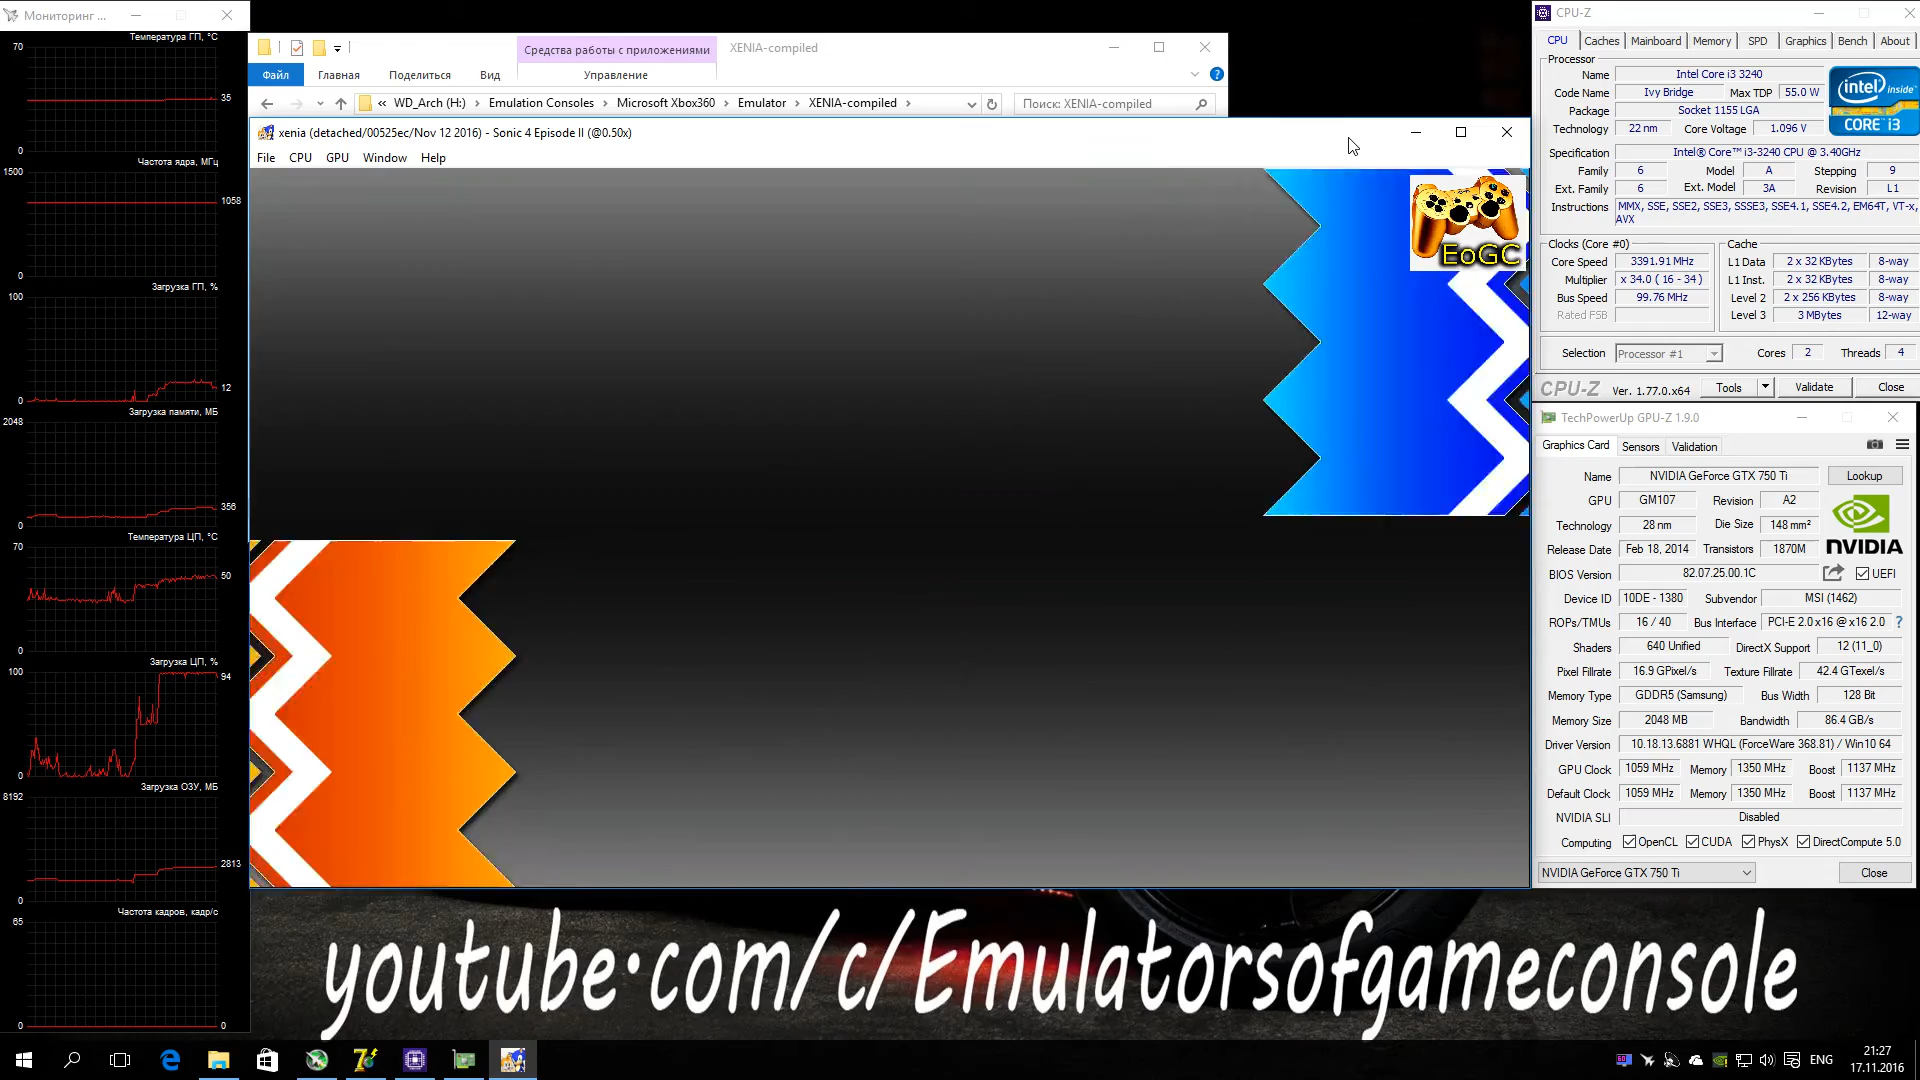 Мониторинг ...
Температура ГП, °C
70
35
0
Частота ядра, МГц
1500
1058
0
Загрузка ГП, %
100
12
0
Загрузка памяти, МБ
2048
356
0
Температура ЦП, °C
70
50
0
Загрузка ЦП, %
100
94
0
Загрузка ОЗУ, МБ
8192
2813
0
Частота кадров, кадр/с
65
0
0
Средства работы с приложениями
XENIA-compiled
Файл
Главная
Поделиться
Вид
Управление
« WD_Arch (H:) > Emulation Consoles > Microsoft Xbox360 > Emulator > XENIA-compiled >
Поиск: XENIA-compiled
xenia (detached/00525ec/Nov 12 2016) - Sonic 4 Episode II (@0.50x)
File CPU GPU Window Help
EoGC
youtube.com/c/Emulatorsofgameconsole
CPU-Z
CPU Caches Mainboard Memory SPD Graphics Bench About
Processor
Name Intel Core i3 3240
Code Name Ivy Bridge Max TDP 55.0 W
Package Socket 1155 LGA
Technology 22 nm Core Voltage 1.096 V
intel inside™
CORE i3
Specification Intel® Core™ i3-3240 CPU @ 3.40GHz
Family 6 Model A Stepping 9
Ext. Family 6 Ext. Model 3A Revision L1
Instructions MMX, SSE, SSE2, SSE3, SSSE3, SSE4.1, SSE4.2, EM64T, VT-x,
AVX
Clocks (Core #0)
Core Speed 3391.91 MHz
Multiplier x 34.0 ( 16 - 34 )
Bus Speed 99.76 MHz
Rated FSB
Cache
L1 Data 2 x 32 KBytes 8-way
L1 Inst. 2 x 32 KBytes 8-way
Level 2 2 x 256 KBytes 8-way
Level 3 3 MBytes 12-way
Selection Processor #1 Cores 2 Threads 4
CPU-Z Ver. 1.77.0.x64 Tools Validate Close
TechPowerUp GPU-Z 1.9.0
Graphics Card Sensors Validation
Name NVIDIA GeForce GTX 750 Ti Lookup
GPU GM107 Revision A2
Technology 28 nm Die Size 148 mm²
Release Date Feb 18, 2014 Transistors 1870M
NVIDIA
BIOS Version 82.07.25.00.1C UEFI
Device ID 10DE - 1380 Subvendor MSI (1462)
ROPs/TMUs 16 / 40 Bus Interface PCI-E 2.0 x16 @ x16 2.0 ?
Shaders 640 Unified DirectX Support 12 (11_0)
Pixel Fillrate 16.9 GPixel/s Texture Fillrate 42.4 GTexel/s
Memory Type GDDR5 (Samsung) Bus Width 128 Bit
Memory Size 2048 MB Bandwidth 86.4 GB/s
Driver Version 10.18.13.6881 WHQL (ForceWare 368.81) / Win10 64
GPU Clock 1059 MHz Memory 1350 MHz Boost 1137 MHz
Default Clock 1059 MHz Memory 1350 MHz Boost 1137 MHz
NVIDIA SLI Disabled
Computing OpenCL CUDA PhysX DirectCompute 5.0
NVIDIA GeForce GTX 750 Ti Close
ENG
21:27
17.11.2016